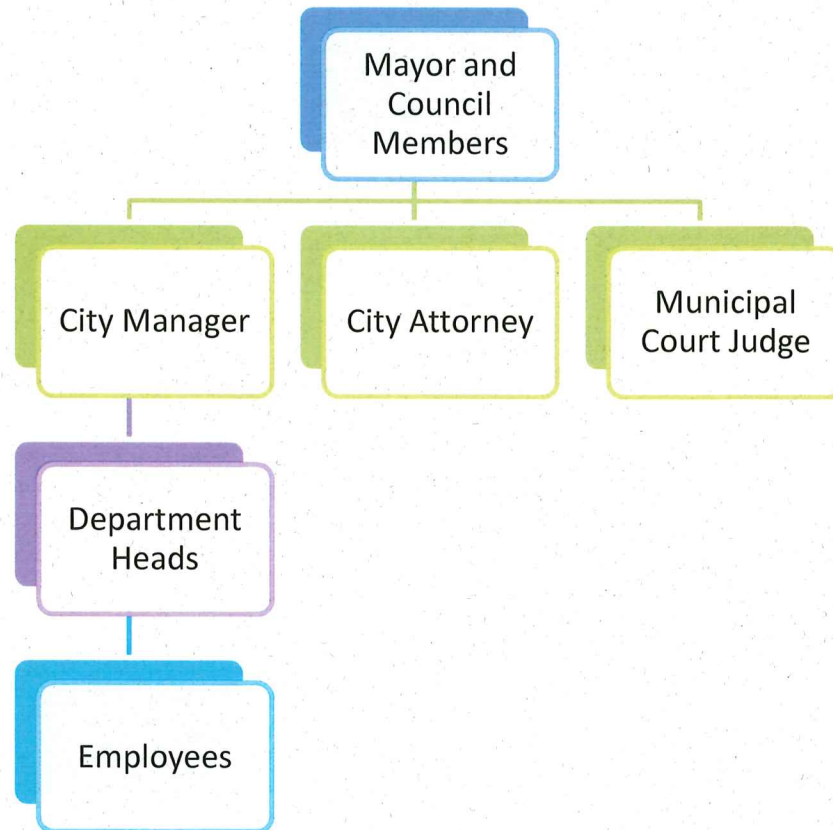 Mayor and
Council
Members
City Manager
City Attorney
Municipal
Court Judge
Department
Heads
Employees